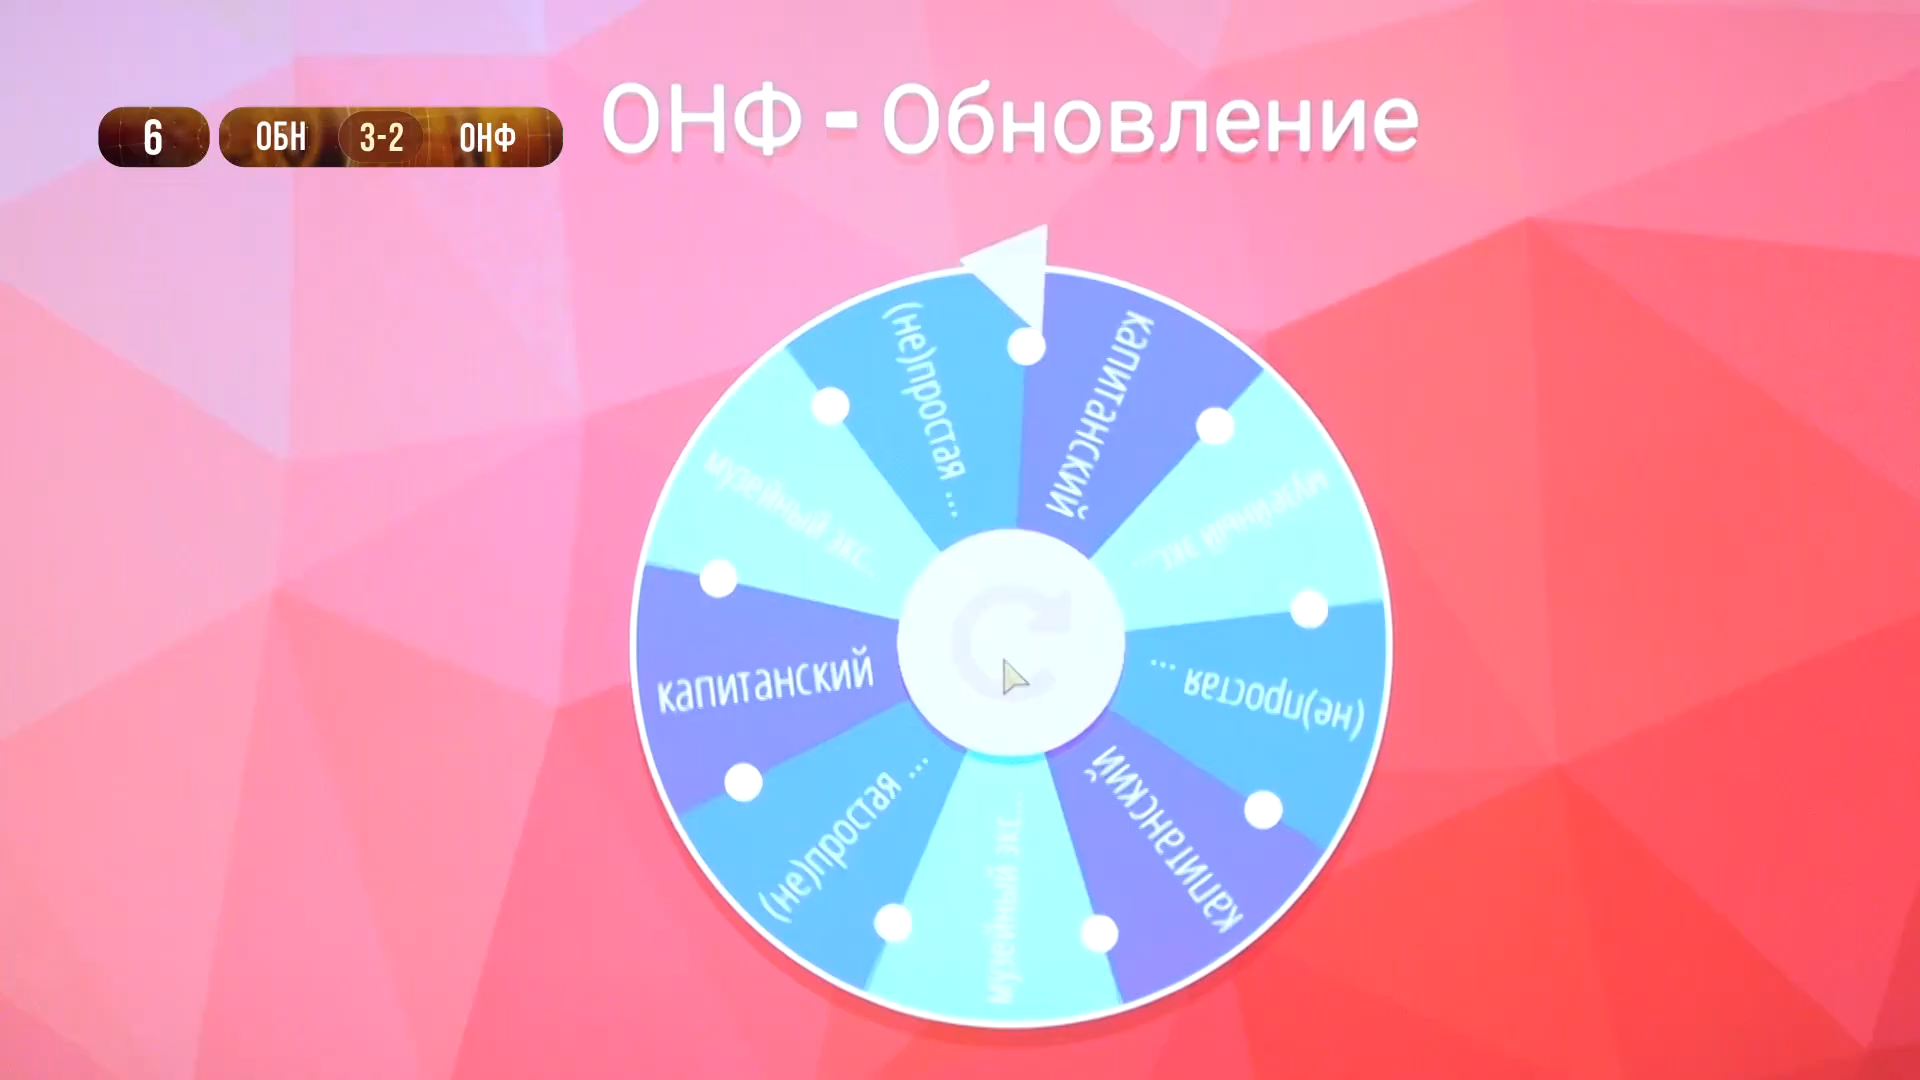 6 ОБН 3-2 ОНФ
ОНФ - Обновление
(не)простая ...
капитанский
музейный экс...
музейный экс...
капитанский
(не)простая ...
(не)простая ...
капитанский
музейный экс...